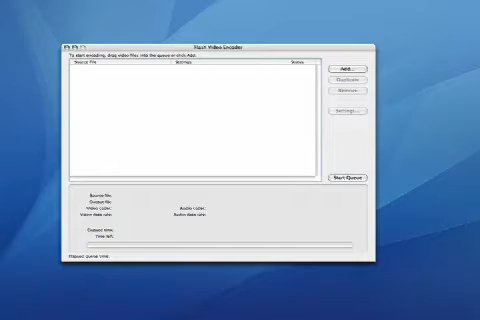 Flash Video Encoder
To start encoding, drag video files into the queue or click Add.
Source File Settings Status
Add...
Duplicate
Remove
Settings...
Start Queue
Source file:
Output file:
Video codec: Audio codec:
Video data rate: Audio data rate:
Elapsed time:
Time left:
Elapsed queue time: